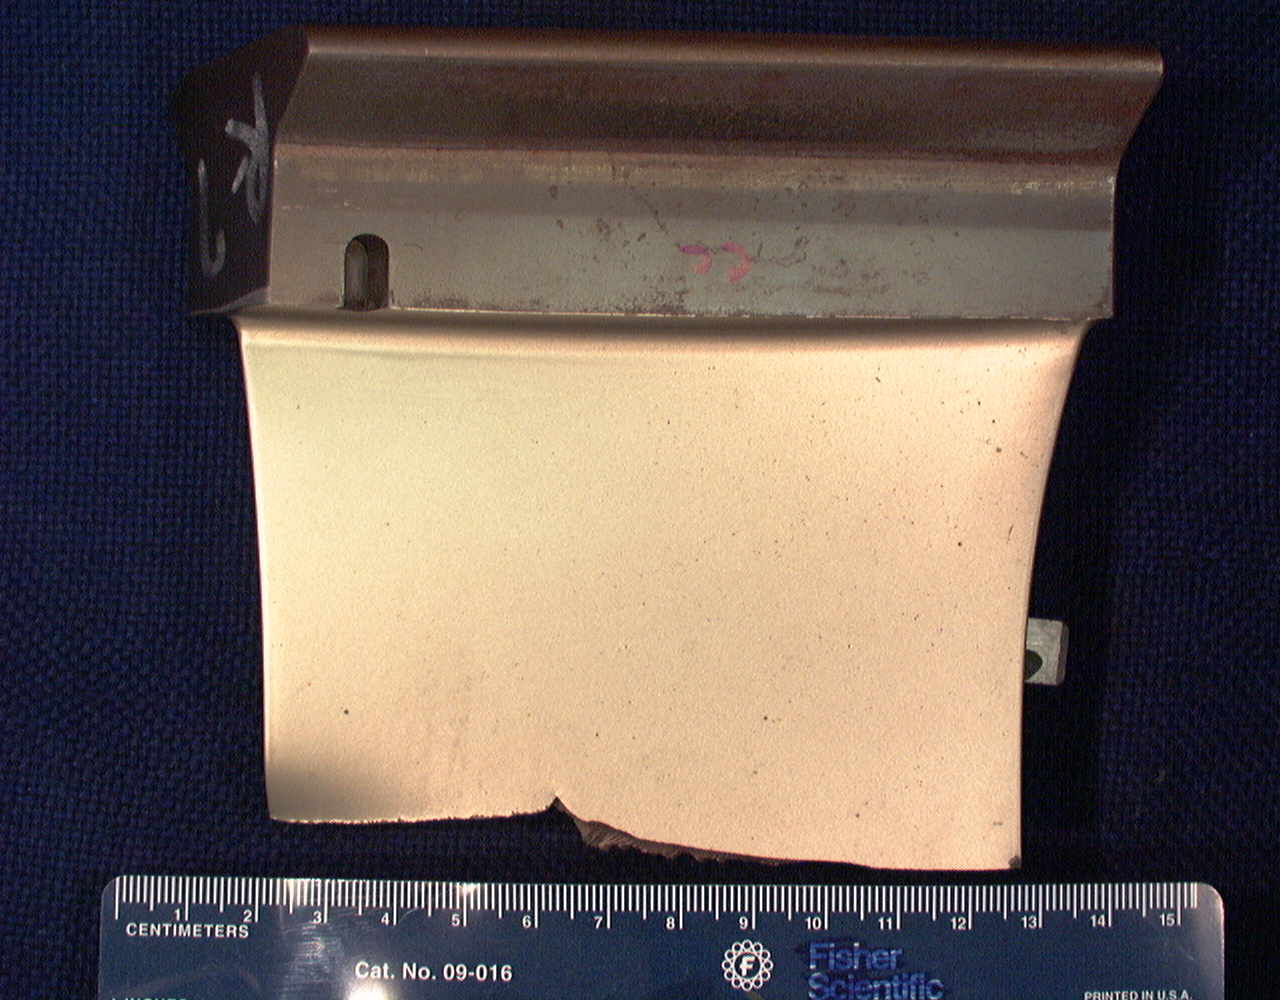 1 2 3 4 5 6 7 8 9 10 11 12 13 14 15
CENTIMETERS
F
Fisher
Scientific
Cat. No. 09-016
PRINTED IN U.S.A.
INCHES